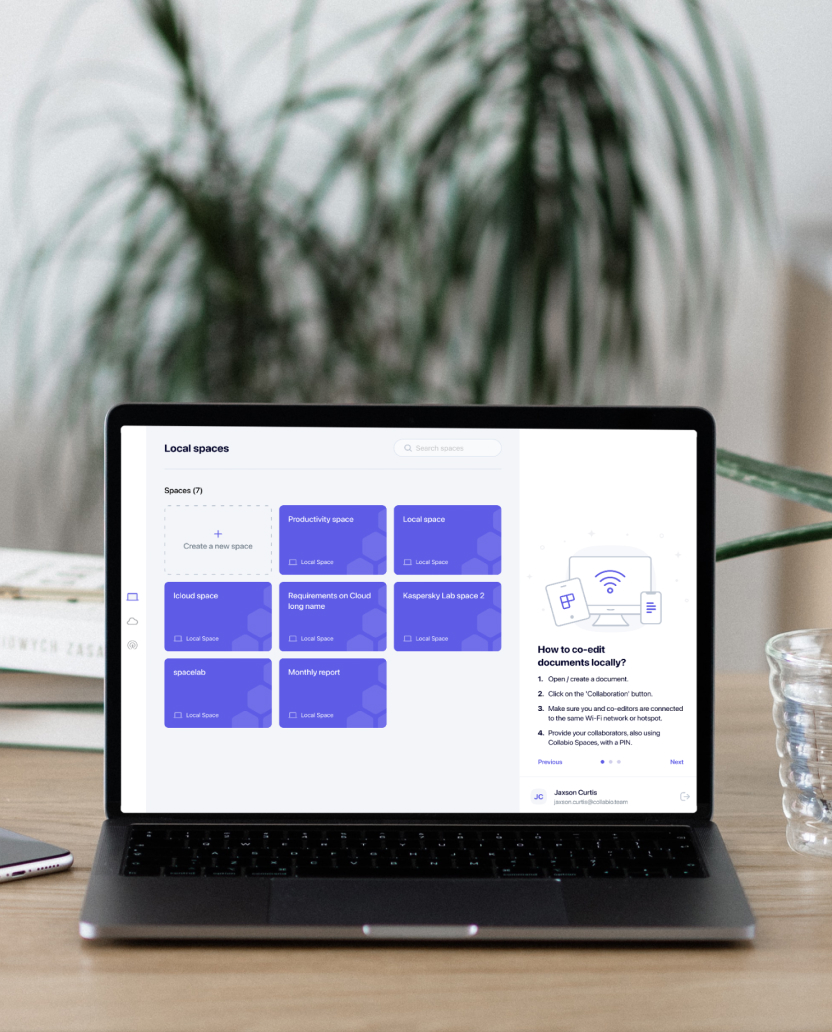 Local spaces
Search spaces
Spaces (7)
Create a new space
Productivity space
Local Space
Local space
Local Space
Icloud space
Local Space
Requirements on Cloud
long name
Local Space
Kaspersky Lab space 2
Local Space
spacelab
Local Space
Monthly report
Local Space
How to co-edit
documents locally?
1. Open / create a document.
2. Click on the 'Collaboration' button.
3. Make sure you and co-editors are connected
to the same Wi-Fi network or hotspot.
4. Provide your collaborators, also using
Collabio Spaces, with a PIN.
Previous
Next
JC
Jaxson Curtis
jaxson.curtis@collabio.team